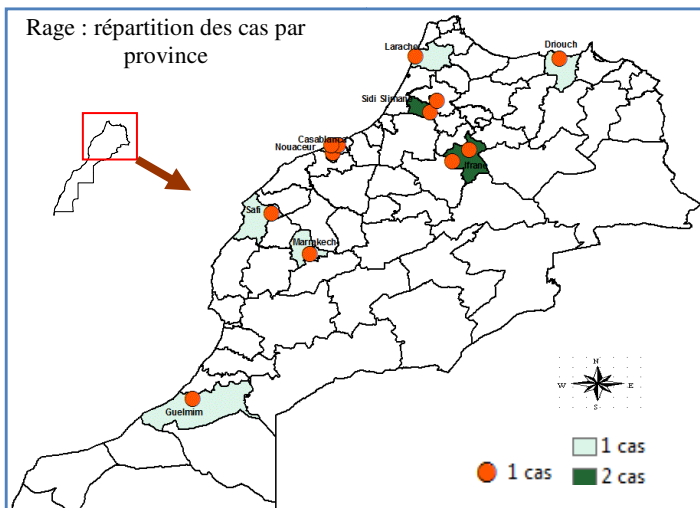 Rage : répartition des cas par
province
Larache
Driouch
Sidi Slimane
Casablanca
Nouaceur
Ifrane
Safi
Marrakech
Guelmim
N
W
E
S
1 cas
1 cas
2 cas